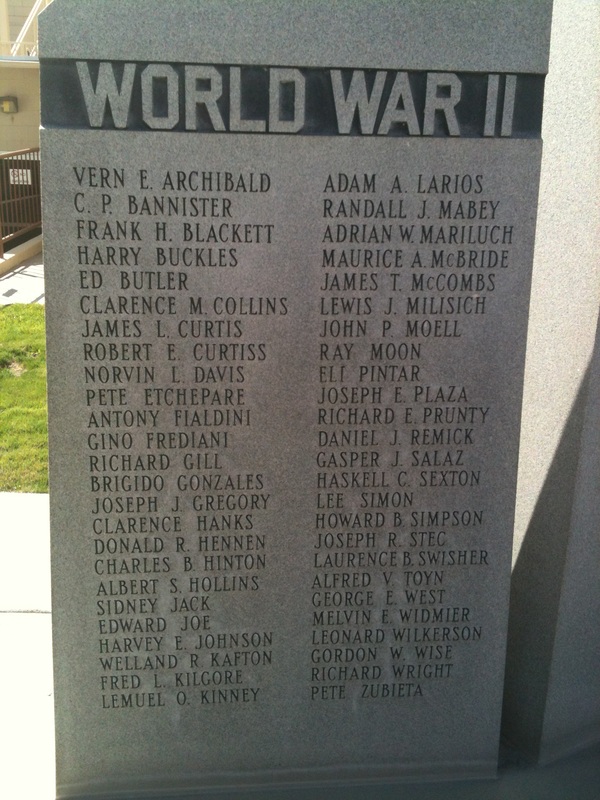 WORLD WAR II
VERN E. ARCHIBALD
C. P. BANNISTER
FRANK H. BLACKETT
HARRY BUCKLES
ED BUTLER
CLARENCE M. COLLINS
JAMES L. CURTIS
ROBERT E. CURTISS
NORVIN L. DAVIS
PETE ETCHEPARE
ANTONY FIALDINI
GINO FREDIANI
RICHARD GILL
BRIGIDO GONZALES
JOSEPH J. GREGORY
CLARENCE HANKS
DONALD R. HENNEN
CHARLES B. HINTON
ALBERT S. HOLLINS
SIDNEY JACK
EDWARD JOE
HARVEY E. JOHNSON
WELLAND R. KAFTON
FRED L. KILGORE
LEMUEL O. KINNEY
ADAM A. LARIOS
RANDALL J. MABEY
ADRIAN W. MARILUCH
MAURICE A. McBRIDE
JAMES T. McCOMBS
LEWIS J. MILISICH
JOHN P. MOELL
RAY MOON
ELI PINTAR
JOSEPH E. PLAZA
RICHARD E. PRUNTY
DANIEL J. REMICK
GASPER J. SALAZ
HASKELL C. SEXTON
LEE SIMON
HOWARD B. SIMPSON
JOSEPH R. STEC
LAURENCE B. SWISHER
ALFRED V. TOYN
GEORGE E. WEST
MELVIN E. WIDMIER
LEONARD WILKERSON
GORDON W. WISE
RICHARD WRIGHT
PETE ZUBIETA